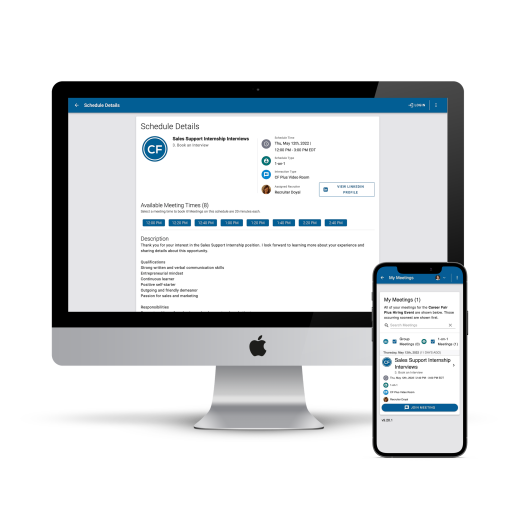 Schedule Details
LOGIN
Schedule Details
CF
Sales Support Internship Interviews
3. Book an Interview
Schedule Time
Thu, May 12th, 2022 |
12:00 PM - 3:00 PM EDT
Schedule Type
1-on-1
Interaction Type
CF Plus Video Room
Assigned Recruiter
Recruiter Doyal
VIEW LINKEDIN
PROFILE
Available Meeting Times (8)
Select a meeting time to book it! Meetings on this schedule are 20 minutes each
12:00 PM
12:20 PM
12:40 PM
1:00 PM
1:20 PM
1:40 PM
2:20 PM
2:40 PM
Description
Thank you for your interest in the Sales Support Internship position. I look forward to learning more about your experience and
sharing details about this opportunity.
Qualifications
Strong written and verbal communication skills
Entrepreneurial mindset
Continuous learner
Positive self-starter
Outgoing and friendly demeanor
Passion for sales and marketing
Responsibilities
My Meetings
My Meetings (1)
All of your meetings for the Career Fair
Plus Hiring Event are shown below. Those
occurring soonest are shown first.
Search Meetings
Group
Meetings (0)
1-on-1
Meetings (1)
Thursday, May 12th, 2022
CF
Sales Support Internship
Interviews
3. Book an Interview
Thu, May 12th, 2022, 12:00 PM - 3:00 PM EDT
1-on-1
CF Plus Video Room
Recruiter Doyal
JOIN MEETING